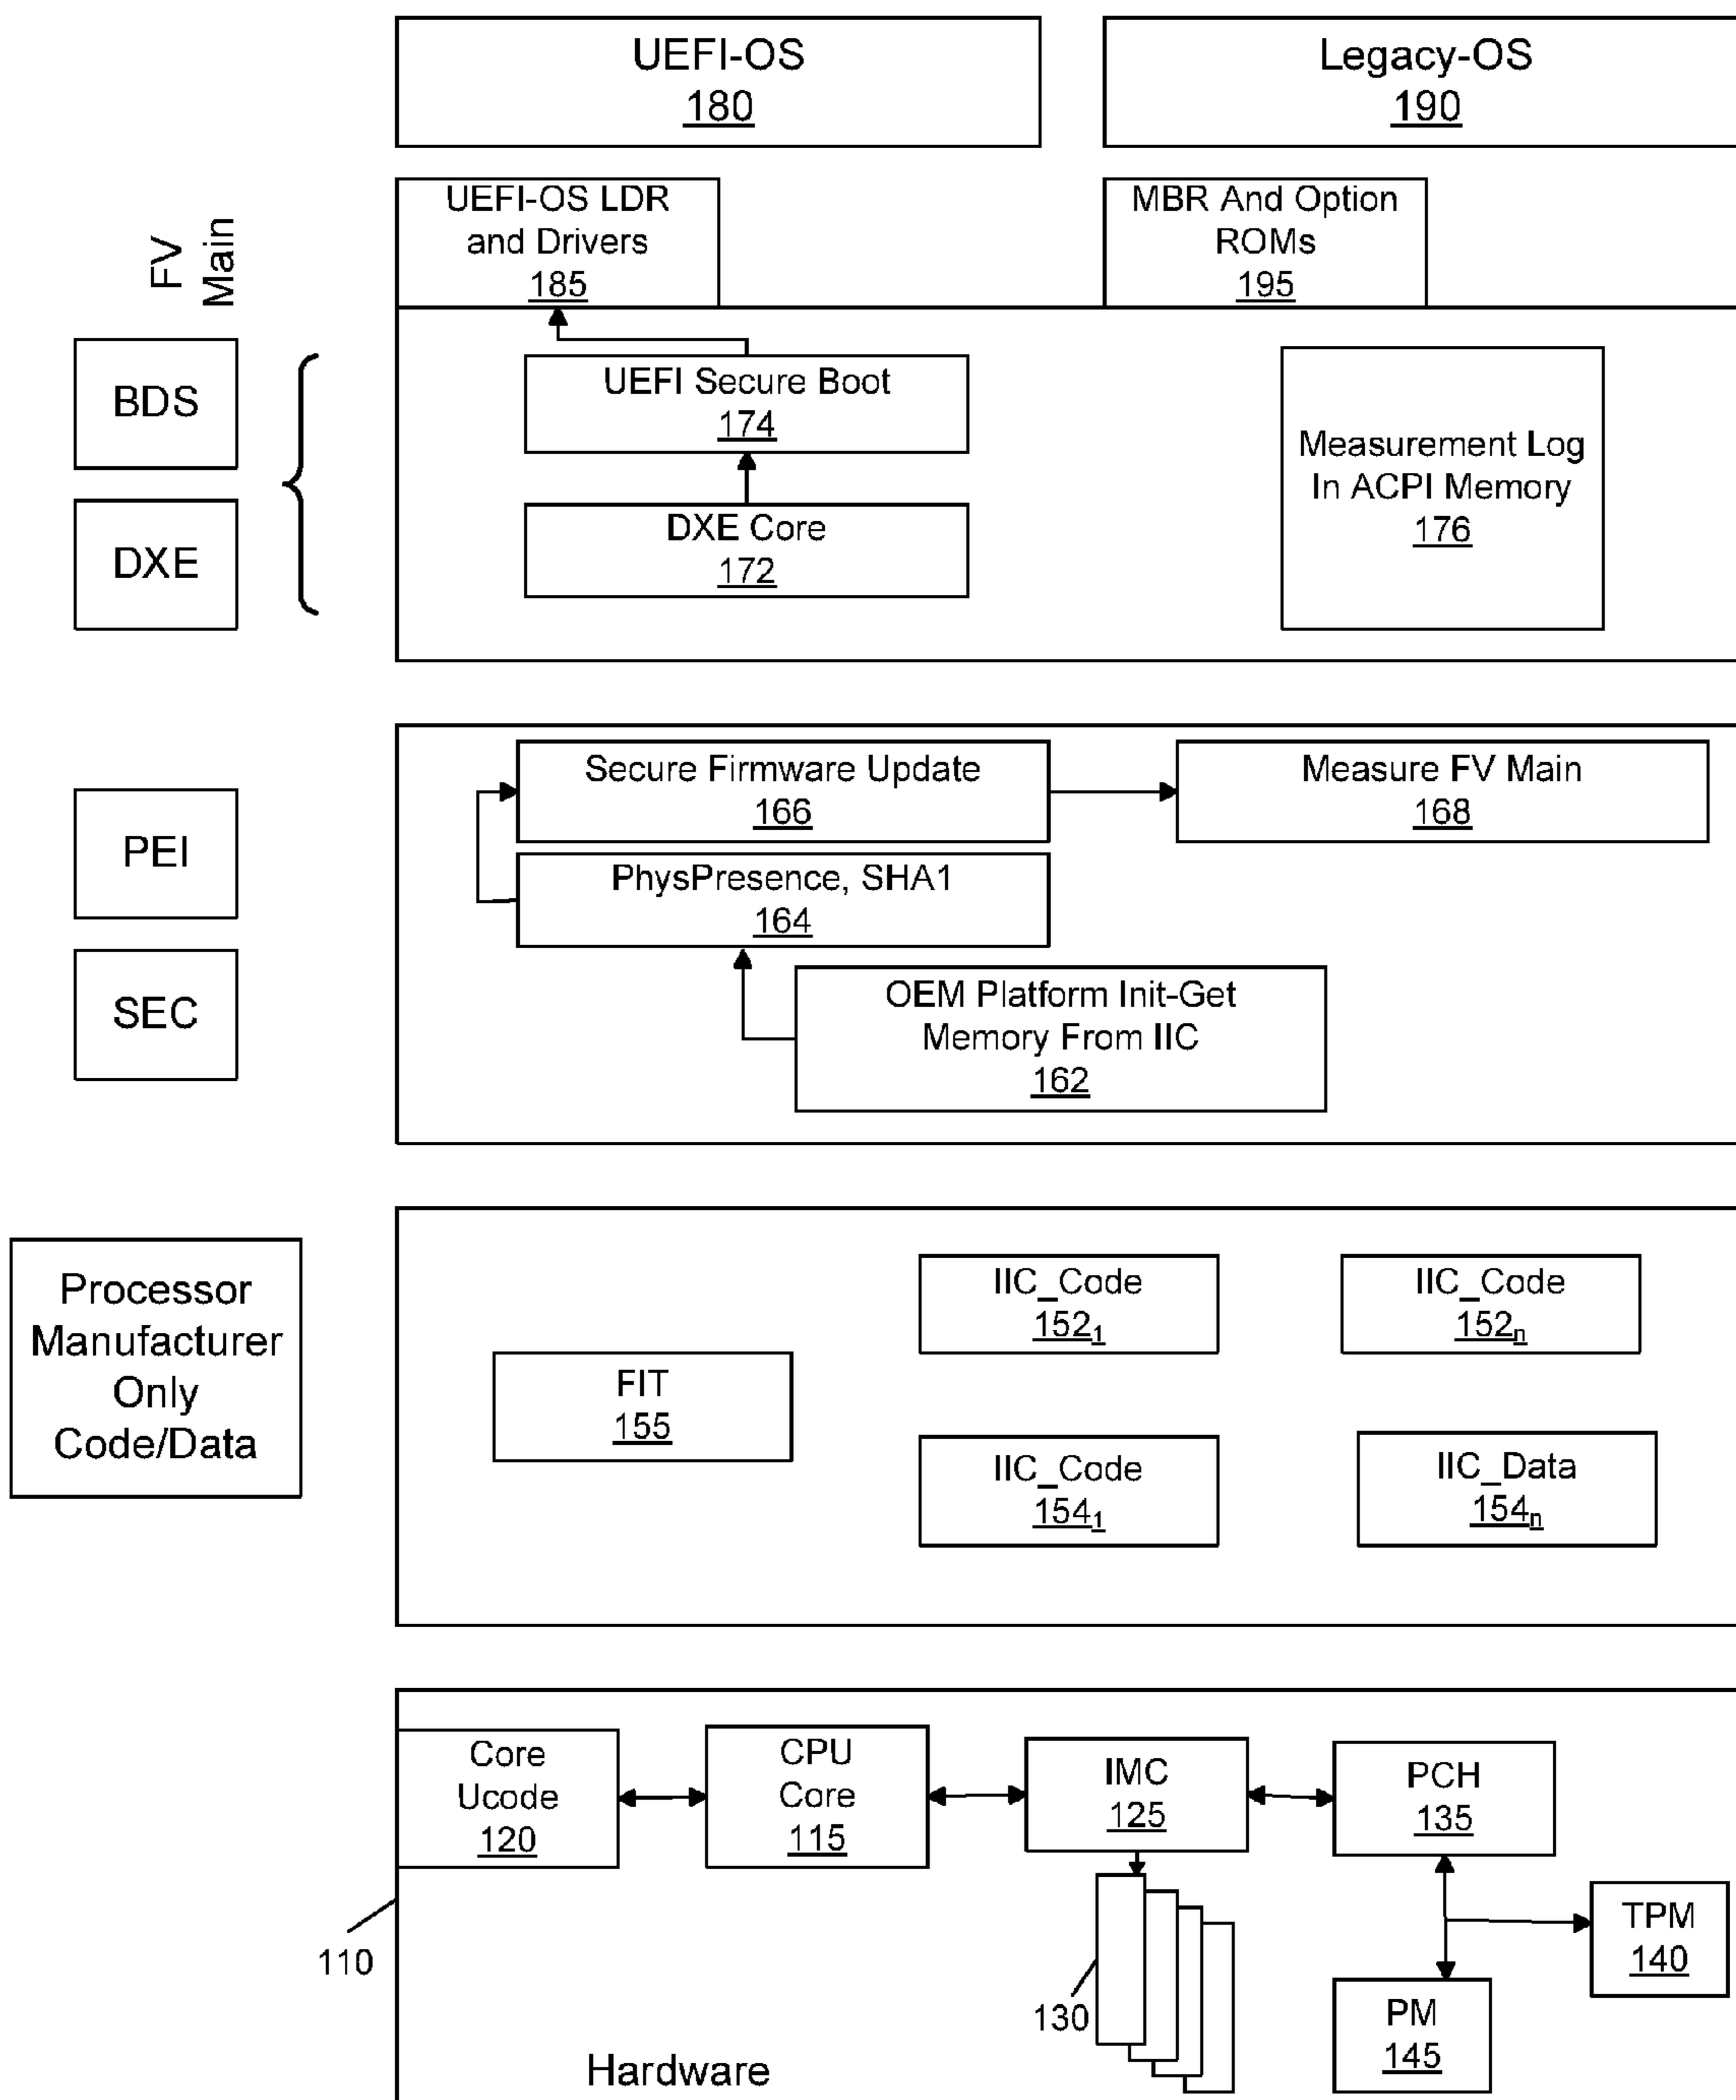 UEFI-OS
180
Legacy-OS
190
UEFI-OS LDR
and Drivers
185
MBR And Option
ROMs
195
FV
Main
BDS
DXE
UEFI Secure Boot
174
DXE Core
172
Measurement Log
In ACPI Memory
176
PEI
SEC
Secure Firmware Update
166
Measure FV Main
168
PhysPresence, SHA1
164
OEM Platform Init-Get
Memory From IIC
162
Processor
Manufacturer
Only
Code/Data
FIT
155
IIC_Code
152₁
IIC_Code
152ₙ
IIC_Code
154₁
IIC_Data
154ₙ
Core
Ucode
120
CPU
Core
115
IMC
125
PCH
135
TPM
140
PM
145
110
130
Hardware